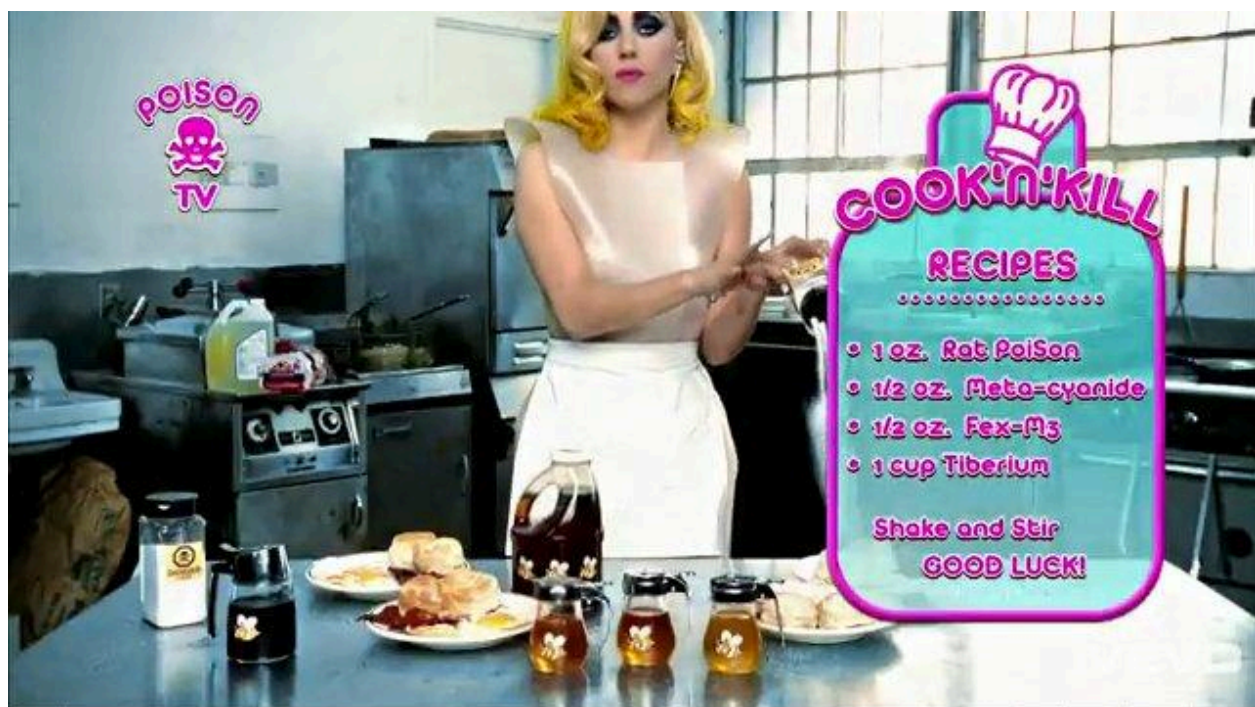 POISON
TV
COOK'N'KILL
RECIPES
1 oz. Rat PoiSon
1/2 oz. Meta-cyanide
1/2 oz. Fex-M3
1 cup Tiberium
Shake and Stir
GOOD LUCK!